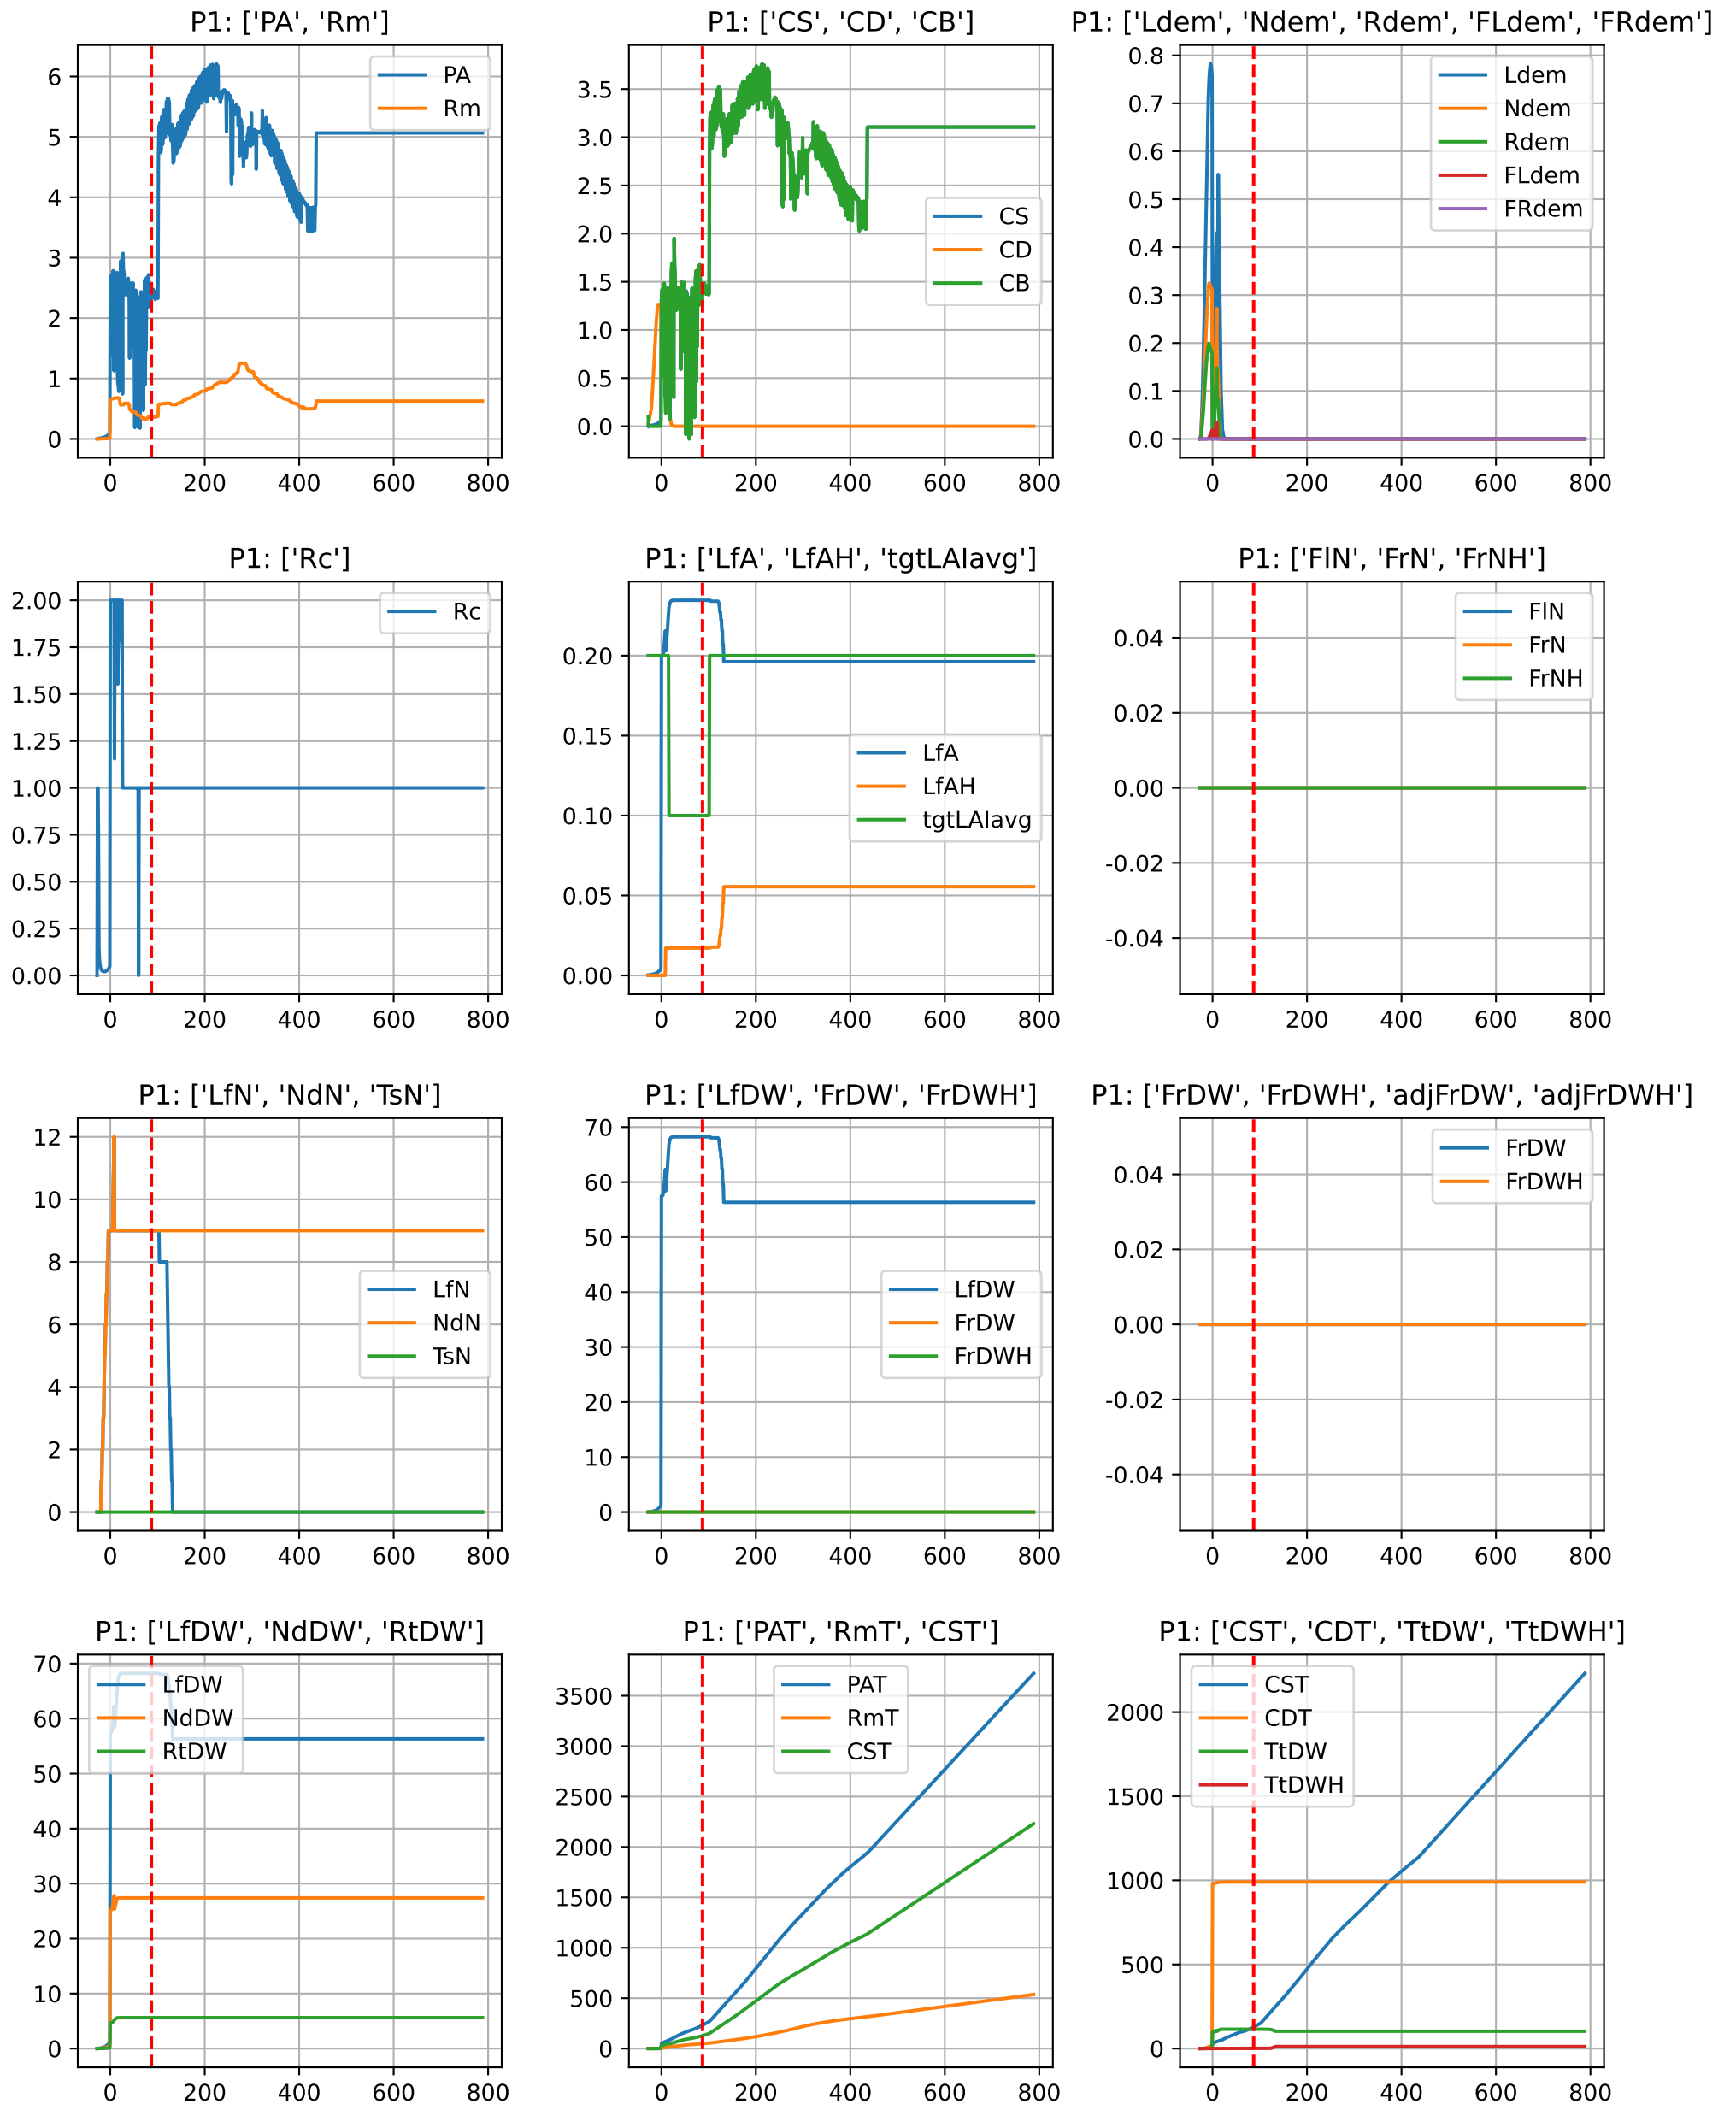 P1: ['PA', 'Rm']
6
5
4
3
2
1
0
PA
Rm
0 200 400 600 800
P1: ['CS', 'CD', 'CB']
3.5
3.0
2.5
2.0
1.5
1.0
0.5
0.0
CS
CD
CB
0 200 400 600 800
P1: ['Ldem', 'Ndem', 'Rdem', 'FLdem', 'FRdem']
0.8
0.7
0.6
0.5
0.4
0.3
0.2
0.1
0.0
Ldem
Ndem
Rdem
FLdem
FRdem
0 200 400 600 800
P1: ['Rc']
2.00
1.75
1.50
1.25
1.00
0.75
0.50
0.25
0.00
Rc
0 200 400 600 800
P1: ['LfA', 'LfAH', 'tgtLAIavg']
0.20
0.15
0.10
0.05
0.00
LfA
LfAH
tgtLAIavg
0 200 400 600 800
P1: ['FlN', 'FrN', 'FrNH']
0.04
0.02
0.00
-0.02
-0.04
FlN
FrN
FrNH
0 200 400 600 800
P1: ['LfN', 'NdN', 'TsN']
12
10
8
6
4
2
0
LfN
NdN
TsN
0 200 400 600 800
P1: ['LfDW', 'FrDW', 'FrDWH']
70
60
50
40
30
20
10
0
LfDW
FrDW
FrDWH
0 200 400 600 800
P1: ['FrDW', 'FrDWH', 'adjFrDW', 'adjFrDWH']
0.04
0.02
0.00
-0.02
-0.04
FrDW
FrDWH
0 200 400 600 800
P1: ['LfDW', 'NdDW', 'RtDW']
70
60
50
40
30
20
10
0
LfDW
NdDW
RtDW
0 200 400 600 800
P1: ['PAT', 'RmT', 'CST']
3500
3000
2500
2000
1500
1000
500
0
PAT
RmT
CST
0 200 400 600 800
P1: ['CST', 'CDT', 'TtDW', 'TtDWH']
2000
1500
1000
500
0
CST
CDT
TtDW
TtDWH
0 200 400 600 800